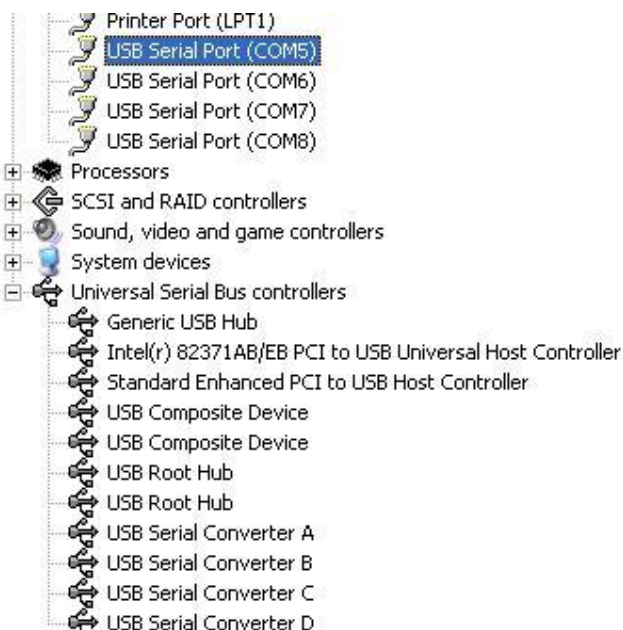 Printer Port (LPT1)
USB Serial Port (COM5)
USB Serial Port (COM6)
USB Serial Port (COM7)
USB Serial Port (COM8)
Processors
SCSI and RAID controllers
Sound, video and game controllers
System devices
Universal Serial Bus controllers
Generic USB Hub
Intel(r) 82371AB/EB PCI to USB Universal Host Controller
Standard Enhanced PCI to USB Host Controller
USB Composite Device
USB Composite Device
USB Root Hub
USB Root Hub
USB Serial Converter A
USB Serial Converter B
USB Serial Converter C
USB Serial Converter D